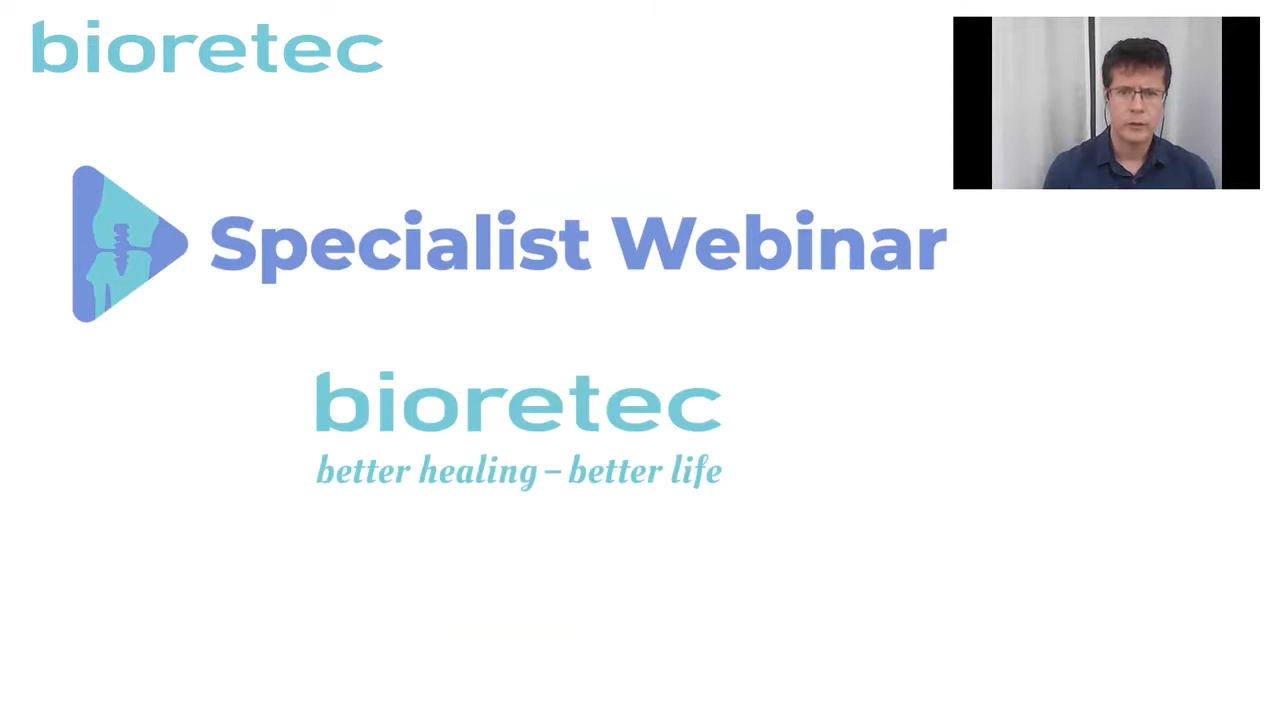 bioretec
Specialist Webinar
bioretec
better healing – better life